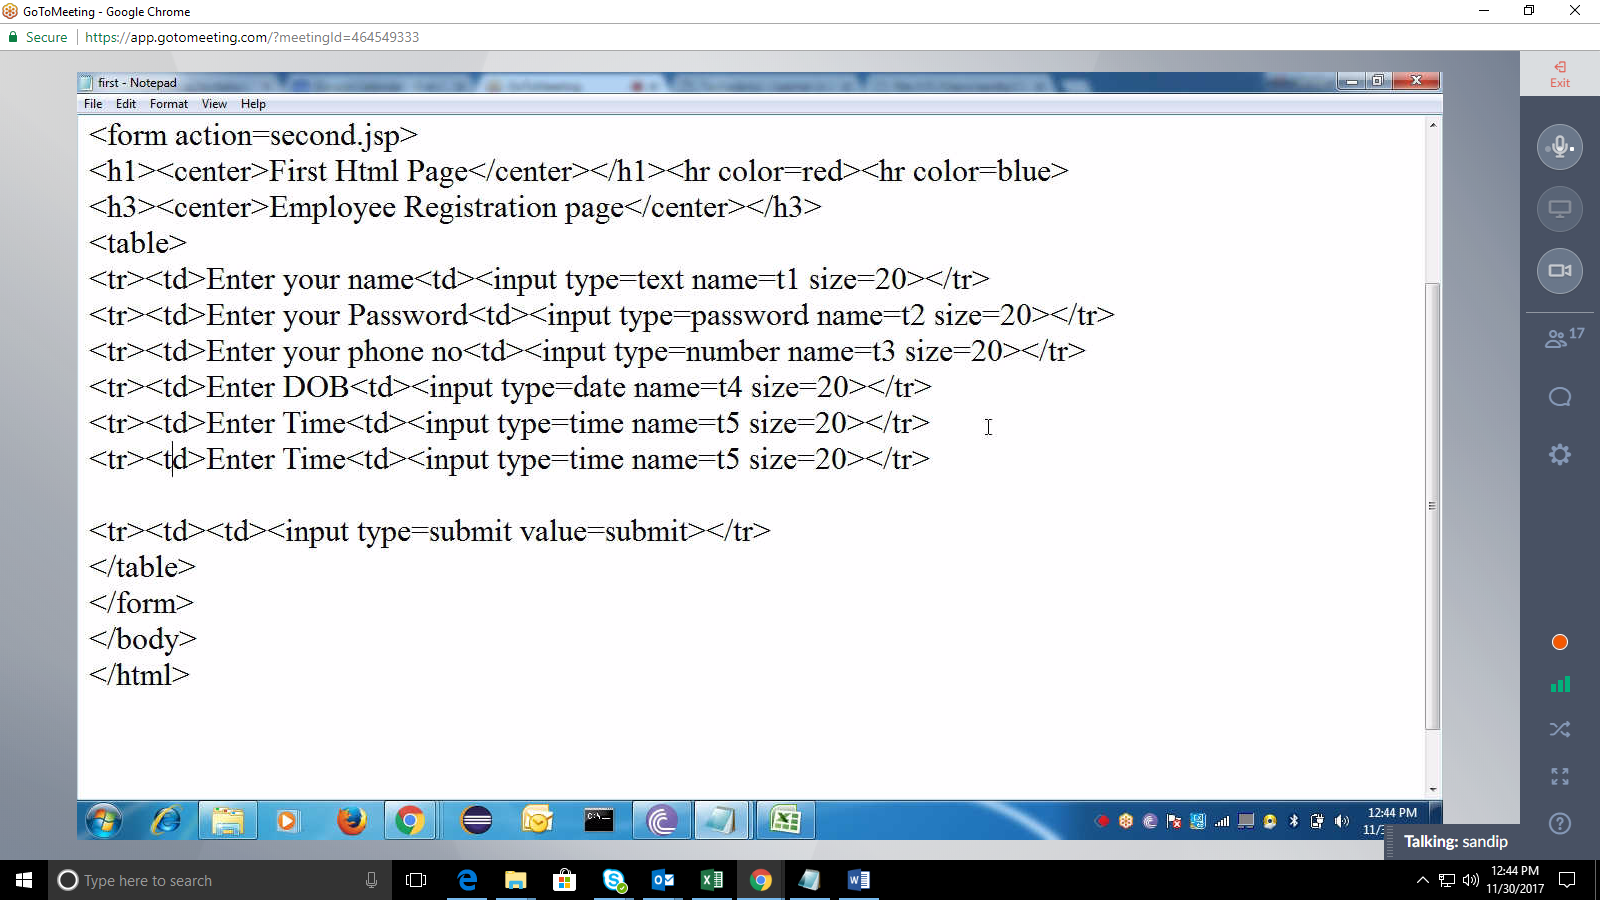 GoToMeeting - Google Chrome
Secure https://app.gotomeeting.com/?meetingId=464549333
Exit
first - Notepad
File Edit Format View Help
<form action=second.jsp>
<h1><center>First Html Page</center></h1><hr color=red><hr color=blue>
<h3><center>Employee Registration page</center></h3>
<table>
<tr><td>Enter your name<td><input type=text name=t1 size=20></tr>
<tr><td>Enter your Password<td><input type=password name=t2 size=20></tr>
<tr><td>Enter your phone no<td><input type=number name=t3 size=20></tr>
<tr><td>Enter DOB<td><input type=date name=t4 size=20></tr>
<tr><td>Enter Time<td><input type=time name=t5 size=20></tr>
<tr><td>Enter Time<td><input type=time name=t5 size=20></tr>
<tr><td><td><input type=submit value=submit></tr>
</table>
</form>
</body>
</html>
17
12:44 PM
Talking: sandip
Type here to search
12:44 PM
11/30/2017